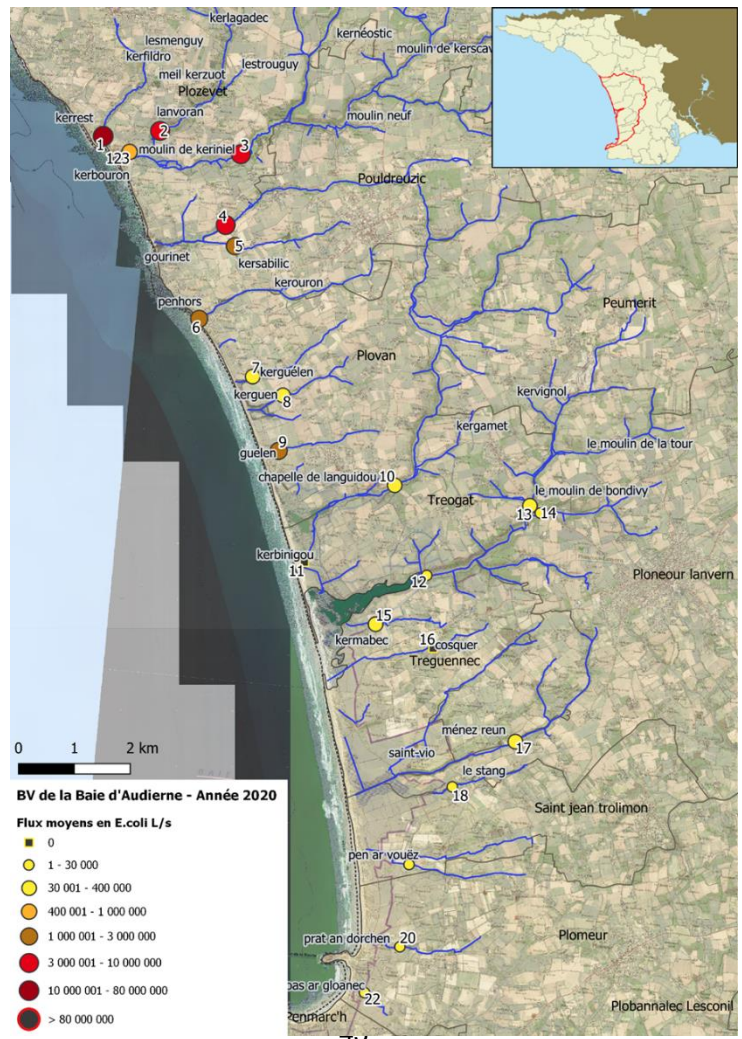 kerlagadec
kernéostic
lesmenguy
kerfildro
moulin de kerscav
lestrouguy
meil kerzuot
Plozevet
kerrest
lanvoran
moulin neuf
1
2
3
123
moulin de keriniel
kerbouron
Pouldreuzic
4
5
gourinet
kersabilic
kerouron
penhors
6
Peumerit
Plovan
7
kerguélen
kerguen
8
kervignol
kergamet
9
guelen
le moulin de la tour
chapelle de languidou
10
Treogat
le moulin de bondivy
13
14
kerbinigou
11
12
Ploneour lanvern
15
kermabec
16
cosquer
Treguennec
ménez reun
17
saint-vio
le stang
18
0 1 2 km
Saint jean trolimon
BV de la Baie d'Audierne - Année 2020
Flux moyens en E.coli L/s
0
1 - 30 000
30 001 - 400 000
400 001 - 1 000 000
1 000 001 - 3 000 000
3 000 001 - 10 000 000
10 000 001 - 80 000 000
> 80 000 000
pen ar vouëz
prat an dorchen
20
Plomeur
pas ar gloanec
22
Penmarc'h
Plobannalec Lesconil